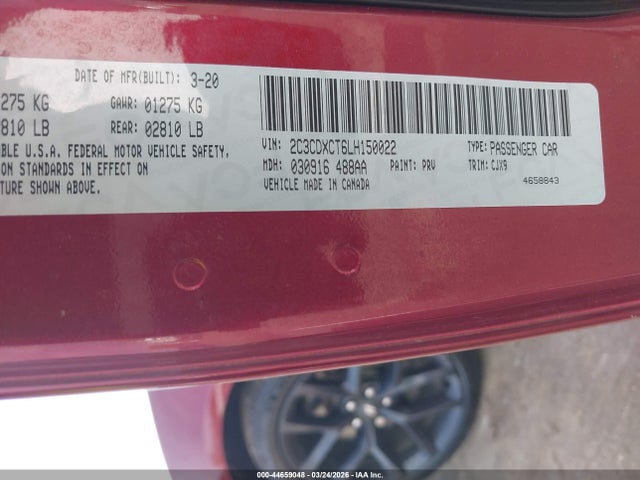 DATE OF MFR(BUILT): 3-20
275 KG GAWR: 01275 KG
2810 LB REAR: 02810 LB
BLE U.S.A. FEDERAL MOTOR VEHICLE SAFETY,
ON STANDARDS IN EFFECT ON
TURE SHOWN ABOVE.
VIN: 2C3CDXCT6LH150022 TYPE: PASSENGER CAR
MDH: 030916 488AA PAINT: PRV TRIM: CJX9
VEHICLE MADE IN CANADA
4658843
000-44659048 - 03/24/2026 - IAA Inc.